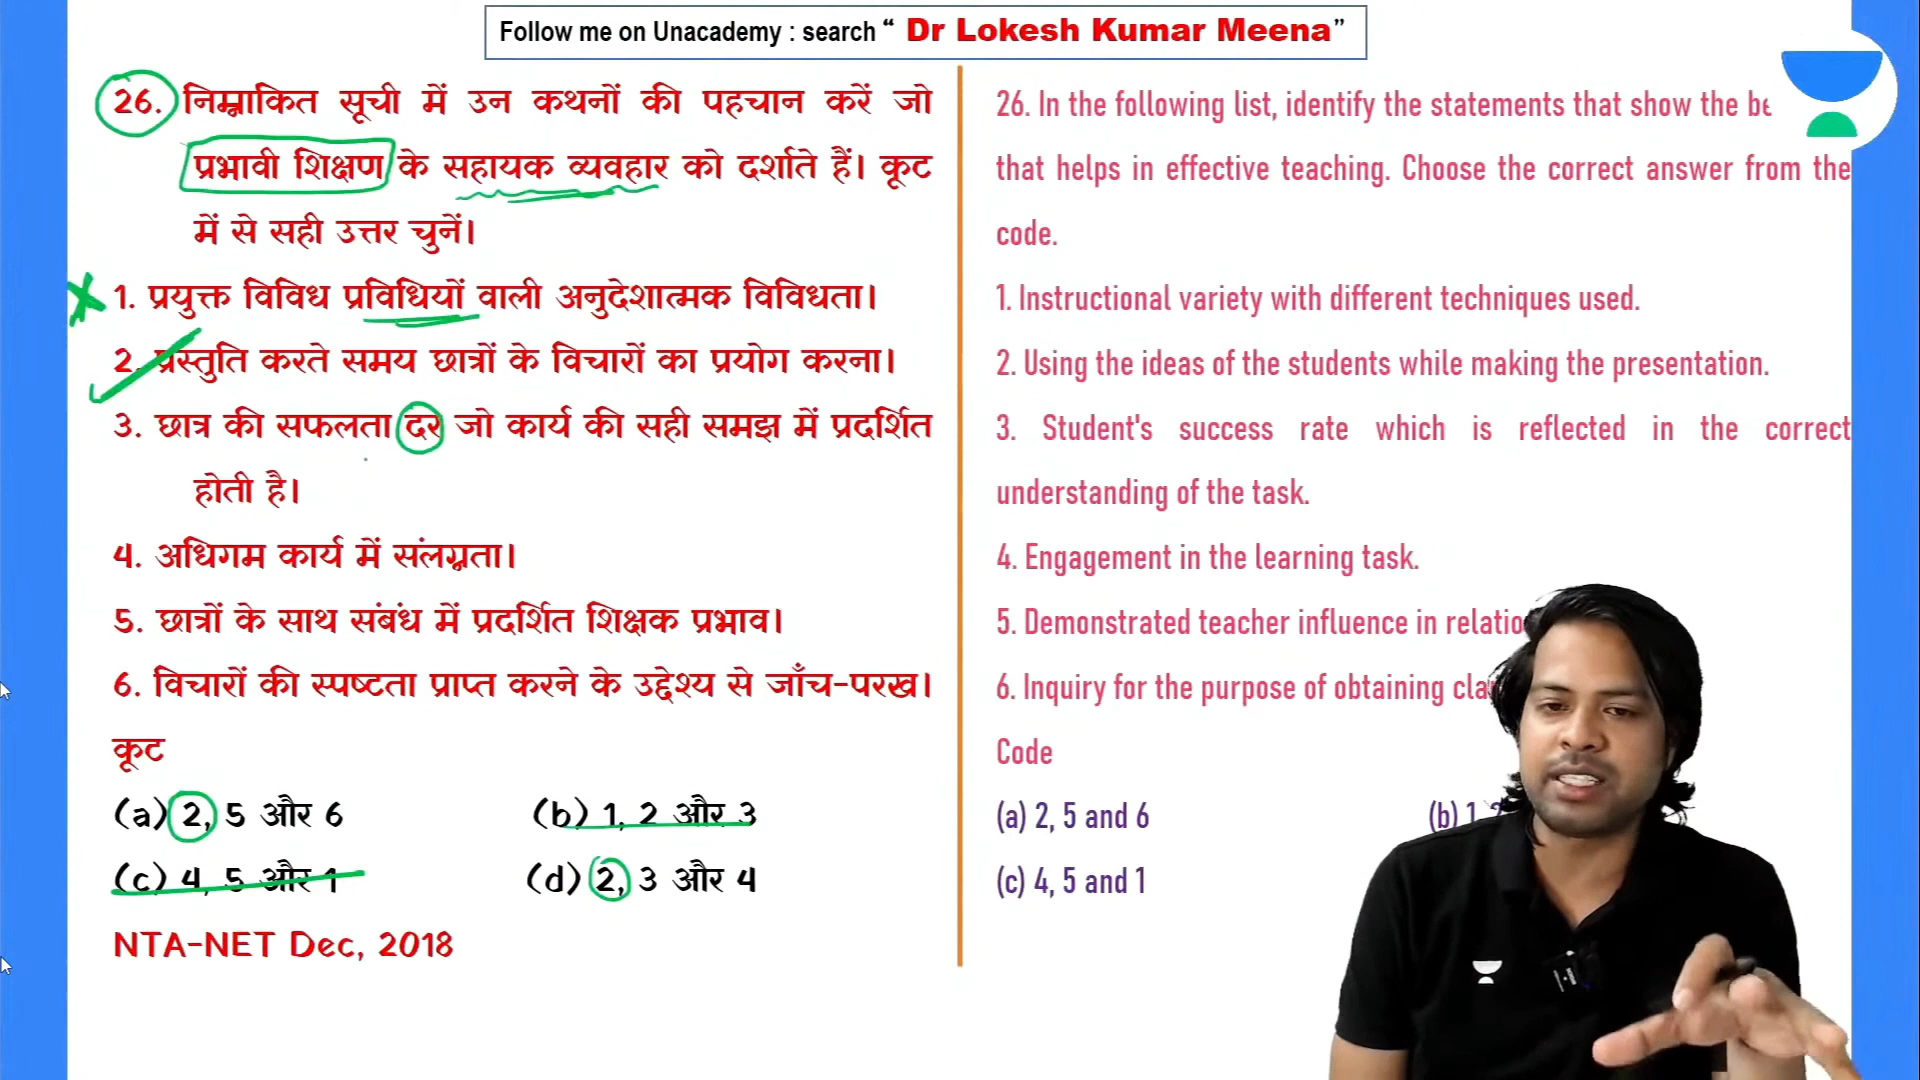 Follow me on Unacademy : search “ Dr Lokesh Kumar Meena”
26. निम्नांकित सूची में उन कथनों की पहचान करें जो
प्रभावी शिक्षण के सहायक व्यवहार को दर्शाते हैं। कूट
में से सही उत्तर चुनें।
1. प्रयुक्त विविध प्रविधियों वाली अनुदेशात्मक विविधता।
2. प्रस्तुति करते समय छात्रों के विचारों का प्रयोग करना।
3. छात्र की सफलता दर जो कार्य की सही समझ में प्रदर्शित
होती है।
4. अधिगम कार्य में संलग्नता।
5. छात्रों के साथ संबंध में प्रदर्शित शिक्षक प्रभाव।
6. विचारों की स्पष्टता प्राप्त करने के उद्देश्य से जाँच-परख।
कूट
(a) 2, 5 और 6 (b) 1, 2 और 3
(c) 4, 5 और 1 (d) 2, 3 और 4
NTA-NET Dec, 2018
26. In the following list, identify the statements that show the
that helps in effective teaching. Choose the correct answer from the
code.
1. Instructional variety with different techniques used.
2. Using the ideas of the students while making the presentation.
3. Student's success rate which is reflected in the correct
understanding of the task.
4. Engagement in the learning task.
5. Demonstrated teacher influence in
6. Inquiry for the purpose of obtaining
Code
(a) 2, 5 and 6 (b) 1,
(c) 4, 5 and 1